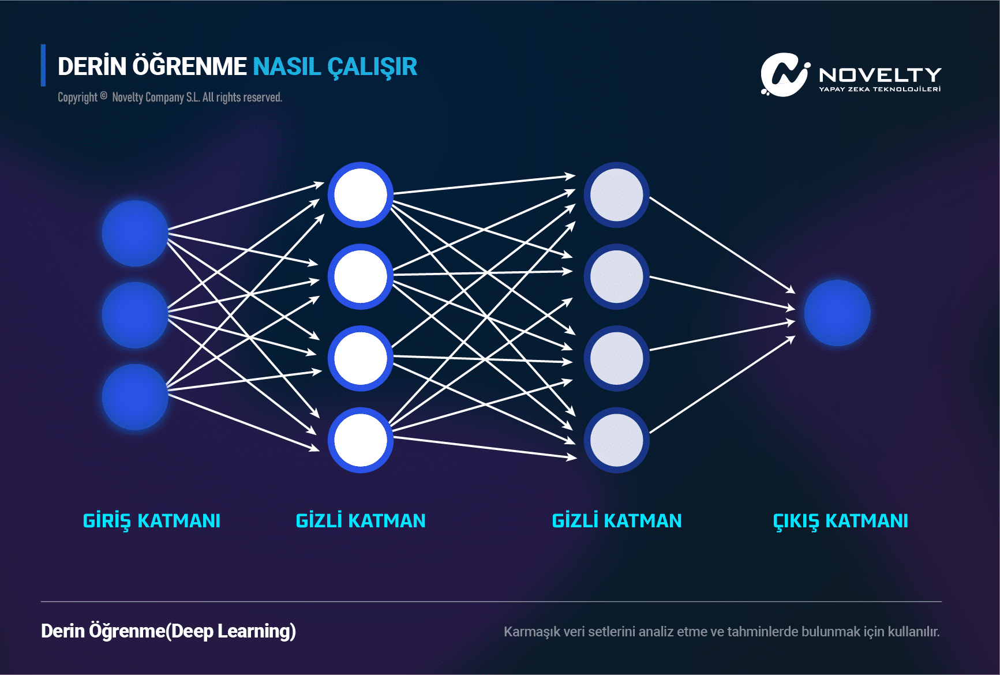 DERİN ÖĞRENME NASIL ÇALIŞIR
Copyright © Novelty Company S.L. All rights reserved.
NOVELTY
YAPAY ZEKA TEKNOLOJİLERİ
GİRİŞ KATMANI
GİZLİ KATMAN
GİZLİ KATMAN
ÇIKIŞ KATMANI
Derin Öğrenme(Deep Learning)
Karmaşık veri setlerini analiz etme ve tahminlerde bulunmak için kullanılır.